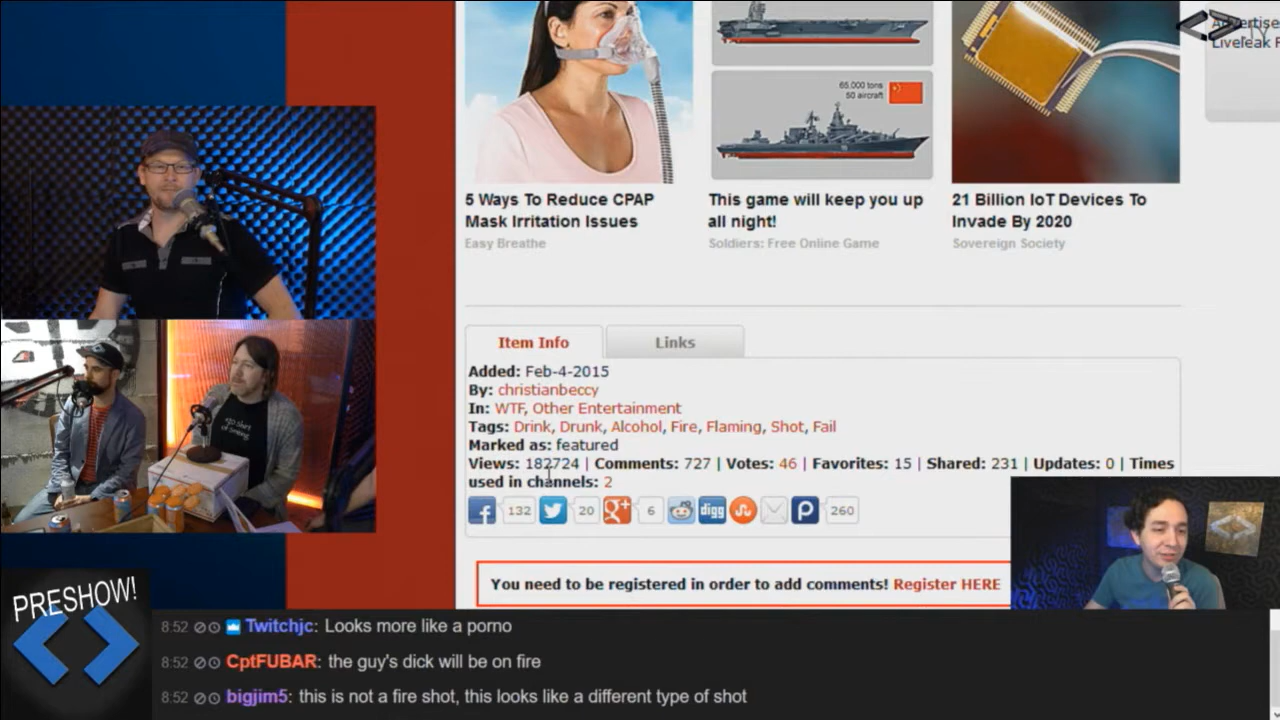 Advertise
Liveleak
65,000 tons
50 aircraft
5 Ways To Reduce CPAP
Mask Irritation Issues
Easy Breathe
This game will keep you up
all night!
Soldiers: Free Online Game
21 Billion IoT Devices To
Invade By 2020
Sovereign Society
Item Info
Links
Added: Feb-4-2015
By: christianbeccy
In: WTF, Other Entertainment
Tags: Drink, Drunk, Alcohol, Fire, Flaming, Shot, Fail
Marked as: featured
Views: 182724 | Comments: 727 | Votes: 46 | Favorites: 15 | Shared: 231 | Updates: 0 | Times
used in channels: 2
132 20 6 digg 260
You need to be registered in order to add comments! Register HERE
PRESHOW!
8:52 Twitchjc: Looks more like a porno
8:52 CptFUBAR: the guy's dick will be on fire
8:52 bigjim5: this is not a fire shot, this looks like a different type of shot